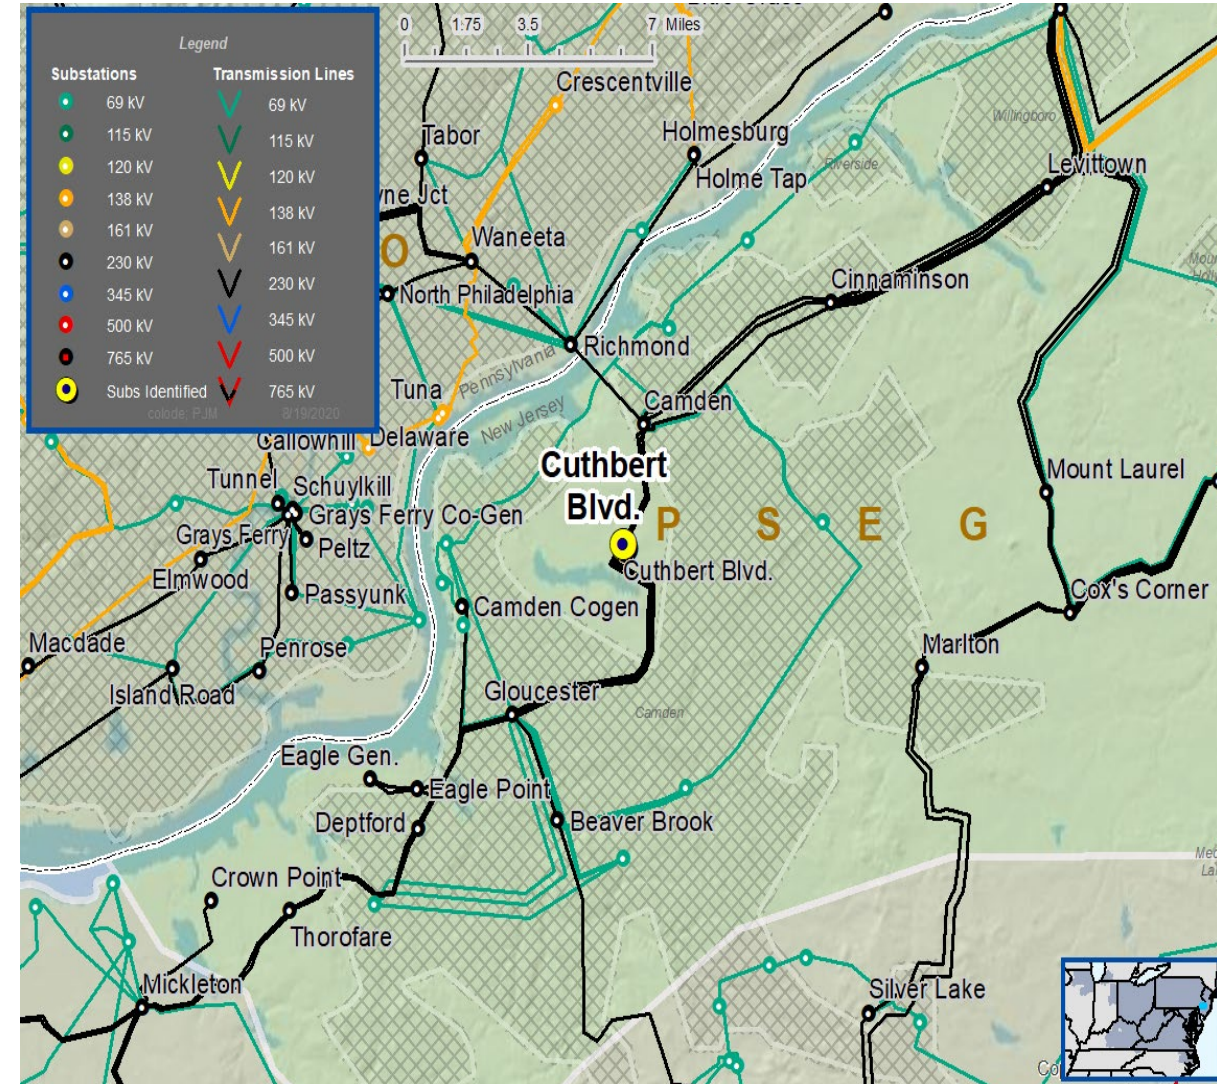 Legend
Substations
Transmission Lines
69 kV
69 kV
115 kV
115 kV
120 kV
120 kV
138 kV
138 kV
161 kV
161 kV
230 kV
230 kV
345 kV
345 kV
500 kV
500 kV
765 kV
765 kV
Subs Identified
colode, PJM
8/19/2020
0 1.75 3.5 7 Miles
Crescentville
Tabor
Holmesburg
Holme Tap
Willingboro
Riverside
Levittown
yne Jct
Waneeta
O
North Philadelphia
Cinnaminson
Richmond
Pennsylvania
New Jersey
Tuna
Camden
Callowhill
Delaware
Cuthbert
Blvd.
Tunnel
Schuylkill
Grays Ferry Co-Gen
Grays Ferry
Peltz
Mount Laurel
P S E G
Elmwood
Passyunk
Cuthbert Blvd.
Camden Cogen
Cox's Corner
Macdade
Penrose
Marlton
Island Road
Gloucester
Camden
Eagle Gen.
Eagle Point
Deptford
Beaver Brook
Crown Point
Thorofare
Mickleton
Silver Lake